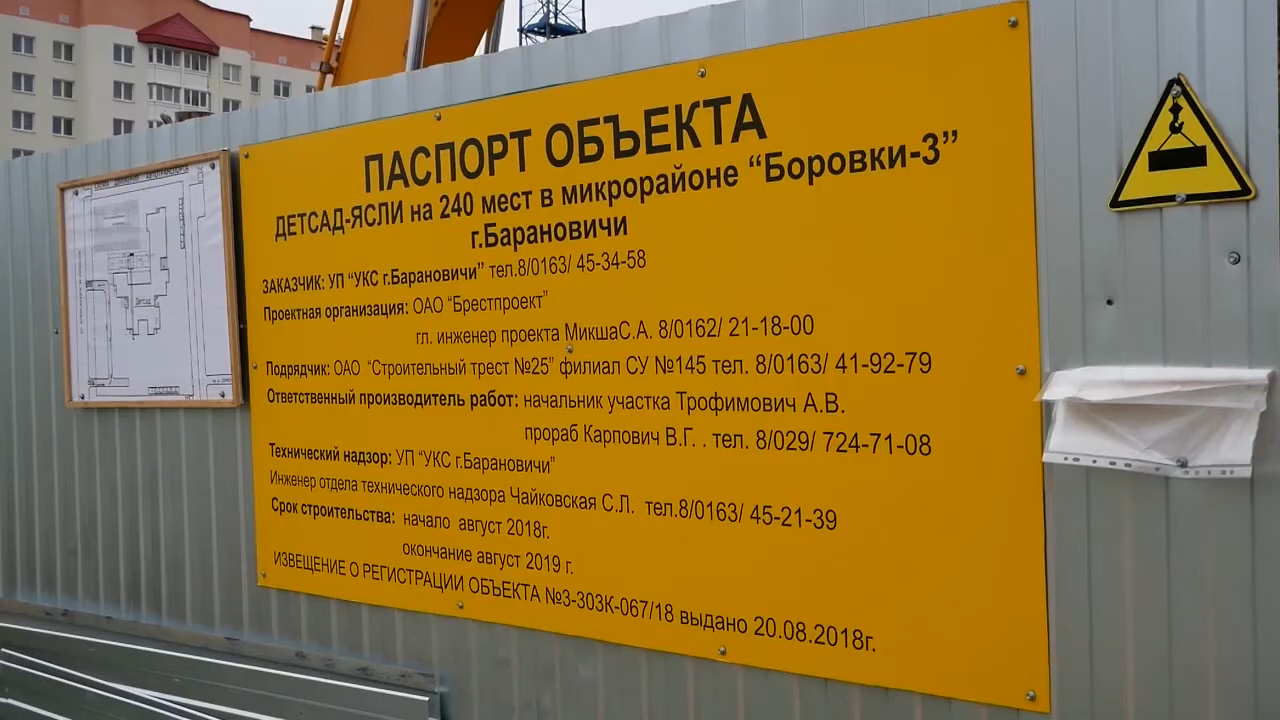 СХЕМА ДВИЖЕНИЯ АВТОТРАНСПОРТА
Детсад
ПАСПОРТ ОБЪЕКТА
ДЕТСАД-ЯСЛИ на 240 мест в микрорайоне “Боровки-3”
г.Барановичи
ЗАКАЗЧИК: УП “УКС г.Барановичи” тел.8/0163/ 45-34-58
Проектная организация: ОАО “Брестпроект”
гл. инженер проекта МикшаС.А. 8/0162/ 21-18-00
Подрядчик: ОАО “Строительный трест №25” филиал СУ №145 тел. 8/0163/ 41-92-79
Ответственный производитель работ: начальник участка Трофимович А.В.
прораб Карпович В.Г. . тел. 8/029/ 724-71-08
Технический надзор: УП “УКС г.Барановичи”
Инженер отдела технического надзора Чайковская С.Л. тел.8/0163/ 45-21-39
Срок строительства: начало август 2018г.
окончание август 2019 г.
ИЗВЕЩЕНИЕ О РЕГИСТРАЦИИ ОБЪЕКТА №3-303К-067/18 выдано 20.08.2018г.